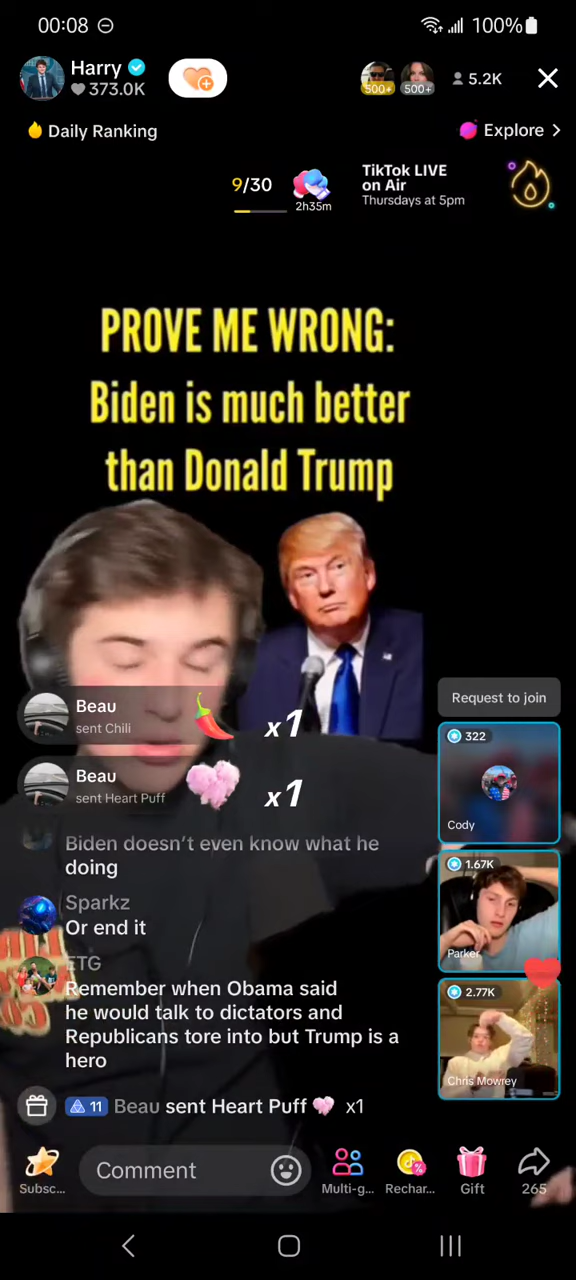 00:08
100%
Harry
373.0K
500+
500+
5.2K
Daily Ranking
Explore >
9/30
2h35m
TikTok LIVE
on Air
Thursdays at 5pm
PROVE ME WRONG:
Biden is much better
than Donald Trump
Request to join
Beau
sent Chili
x1
322
Cody
Beau
sent Heart Puff
x1
Biden doesn't even know what he
doing
1.67K
Parker
Sparkz
Or end it
ETG
Remember when Obama said
he would talk to dictators and
Republicans tore into but Trump is a
hero
2.77K
Chris Mowrey
11 Beau sent Heart Puff x1
Subsc...
Comment
Multi-g...
Rechar...
Gift
265